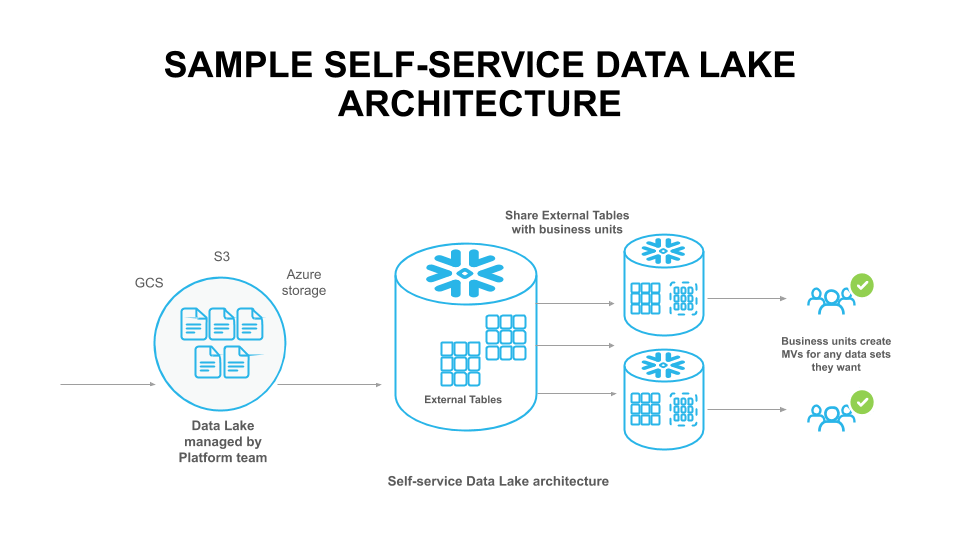 SAMPLE SELF-SERVICE DATA LAKE
ARCHITECTURE
Share External Tables
with business units
S3
GCS
Azure
storage
External Tables
Business units create
MVs for any data sets
they want
Data Lake
managed by
Platform team
Self-service Data Lake architecture